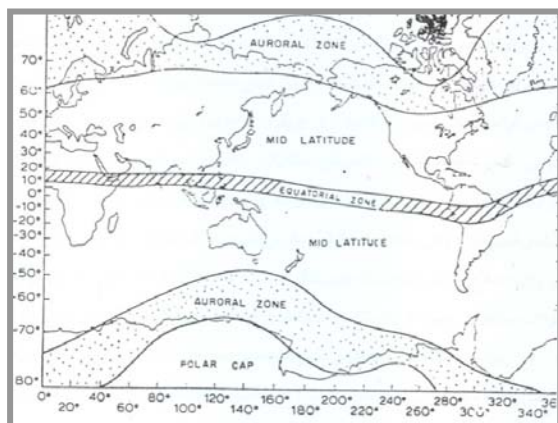 AURORAL ZONE
70°
60°
50°
MID LATITUDE
40°
30°
20°
10°
0°
EQUATORIAL ZONE
-10°
-20°
-30°
MID LATITUDE
-40°
-50°
-60°
AURORAL ZONE
-70°
POLAR CAP
80°
0° 40° 80° 120° 160° 200° 240° 280° 320° 36
20° 60° 100° 140° 180° 220° 260° 300° 340°